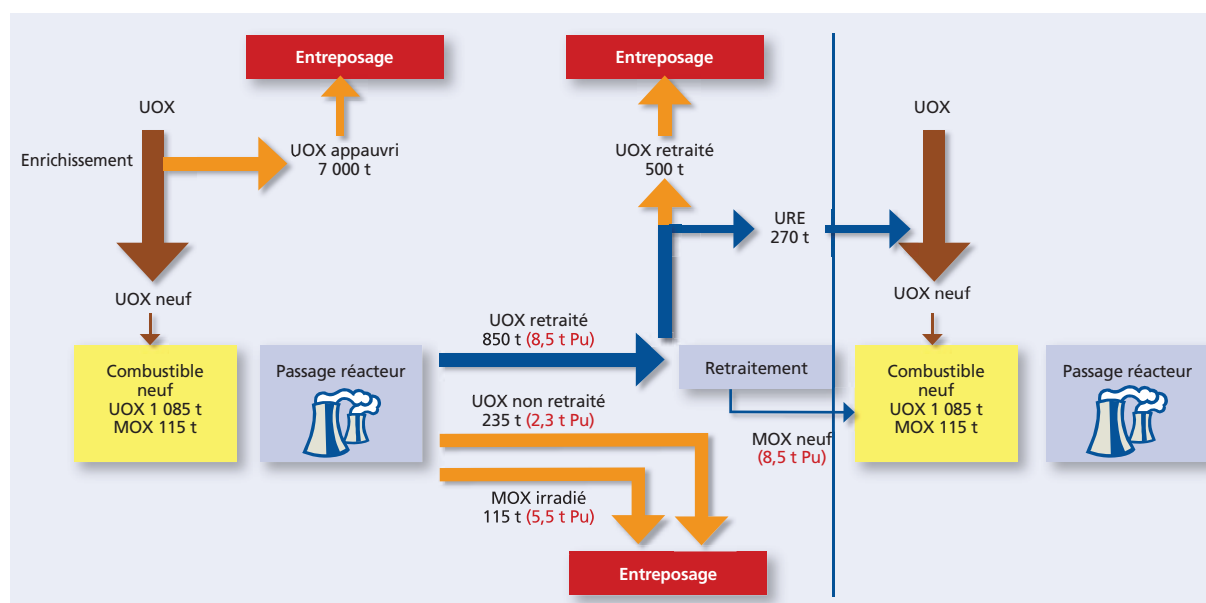 Entreposage
Entreposage
UOX
UOX
Enrichissement
UOX appauvri
7 000 t
UOX retraité
500 t
URE
270 t
UOX neuf
UOX neuf
UOX retraité
850 t (8,5 t Pu)
Combustible
neuf
UOX 1 085 t
MOX 115 t
Passage réacteur
Retraitement
Combustible
neuf
UOX 1 085 t
MOX 115 t
Passage réacteur
UOX non retraité
235 t (2,3 t Pu)
MOX neuf
(8,5 t Pu)
MOX irradié
115 t (5,5 t Pu)
Entreposage